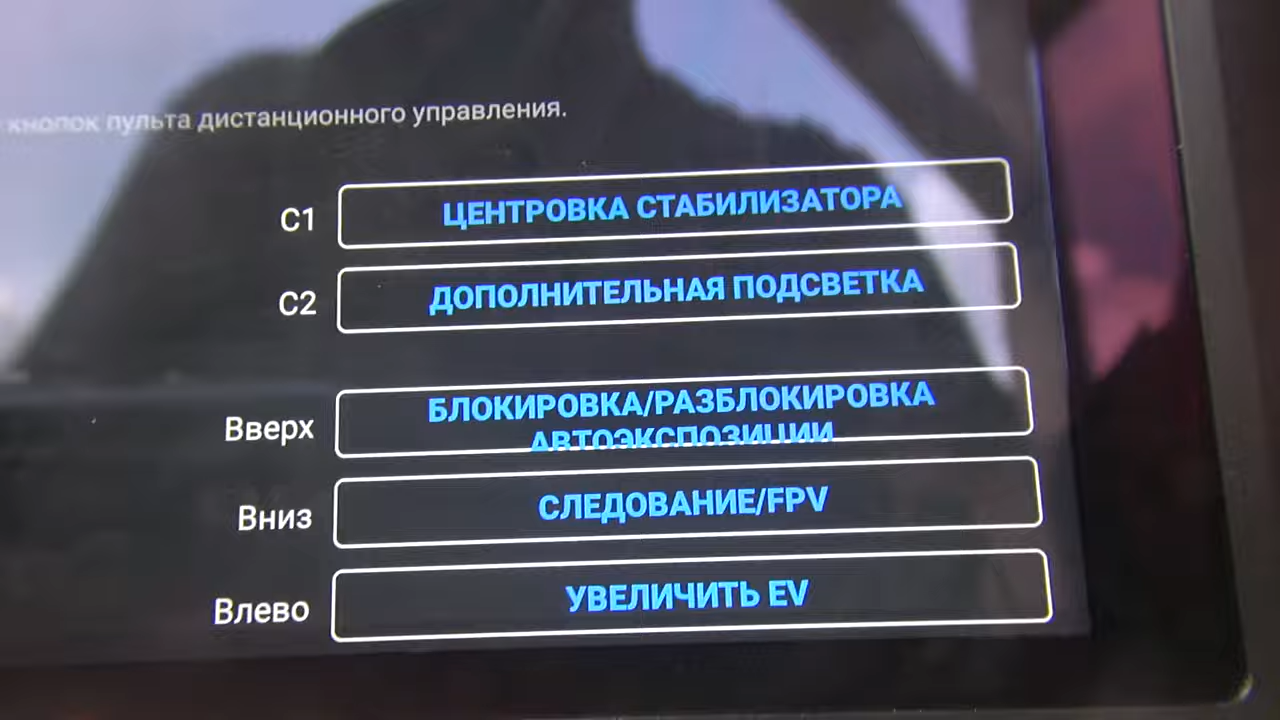 кнопок пульта дистанционного управления.
C1 ЦЕНТРОВКА СТАБИЛИЗАТОРА
C2 ДОПОЛНИТЕЛЬНАЯ ПОДСВЕТКА
Вверх БЛОКИРОВКА/РАЗБЛОКИРОВКА
АВТОЭКСПОЗИЦИИ
Вниз СЛЕДОВАНИЕ/FPV
Влево УВЕЛИЧИТЬ EV